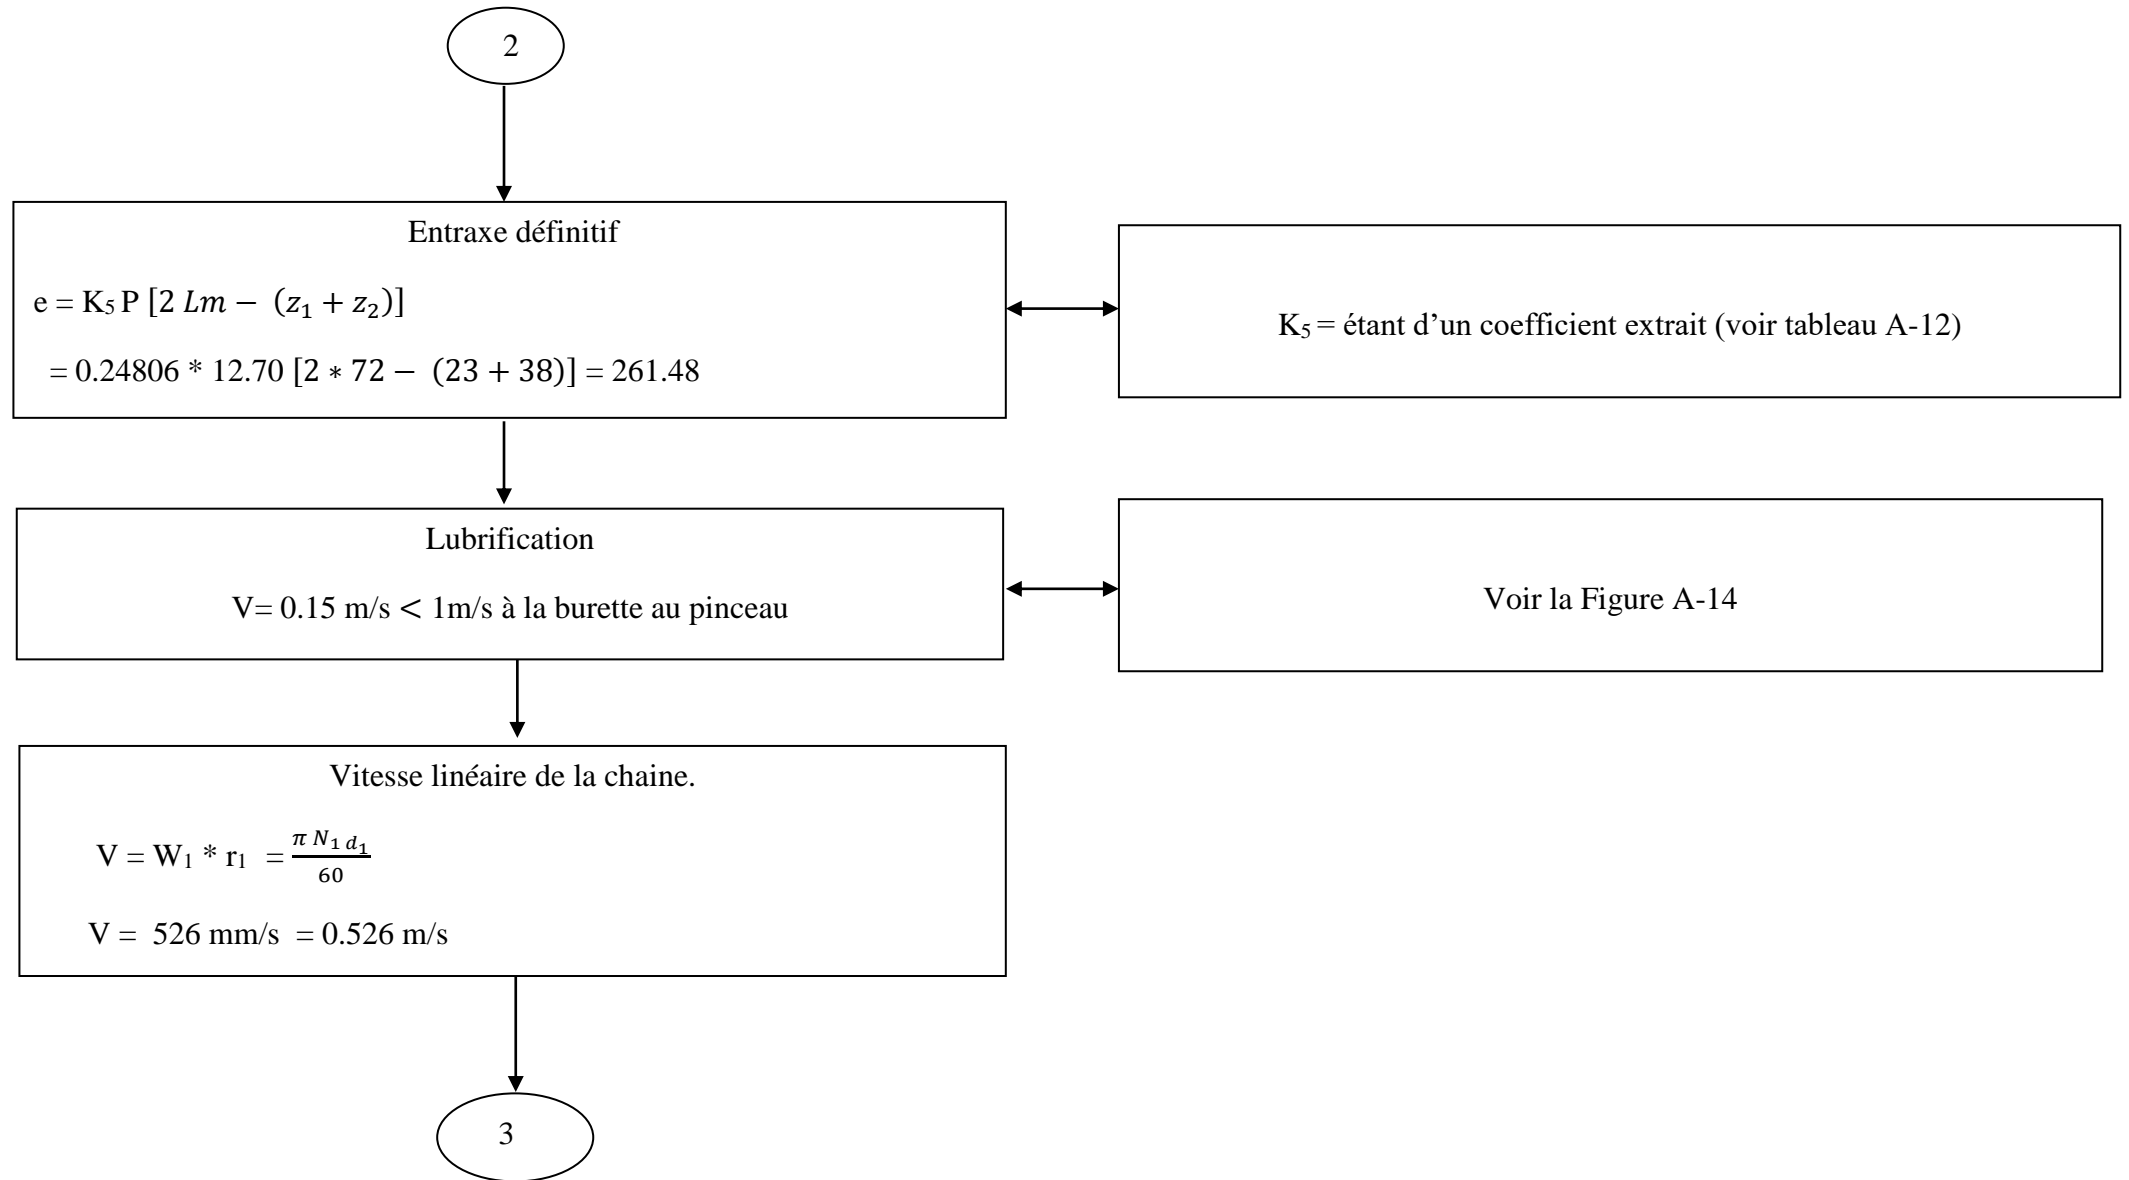 2
Entraxe définitif
e = K₅ P [2 Lm − (z₁ + z₂)]
= 0.24806 * 12.70 [2 ∗ 72 − (23 + 38)] = 261.48
K₅ = étant d’un coefficient extrait (voir tableau A-12)
Lubrification
V= 0.15 m/s < 1m/s à la burette au pinceau
Voir la Figure A-14
Vitesse linéaire de la chaine.
V = W₁ * r₁ = π N₁ d₁ / 60
V = 526 mm/s = 0.526 m/s
3